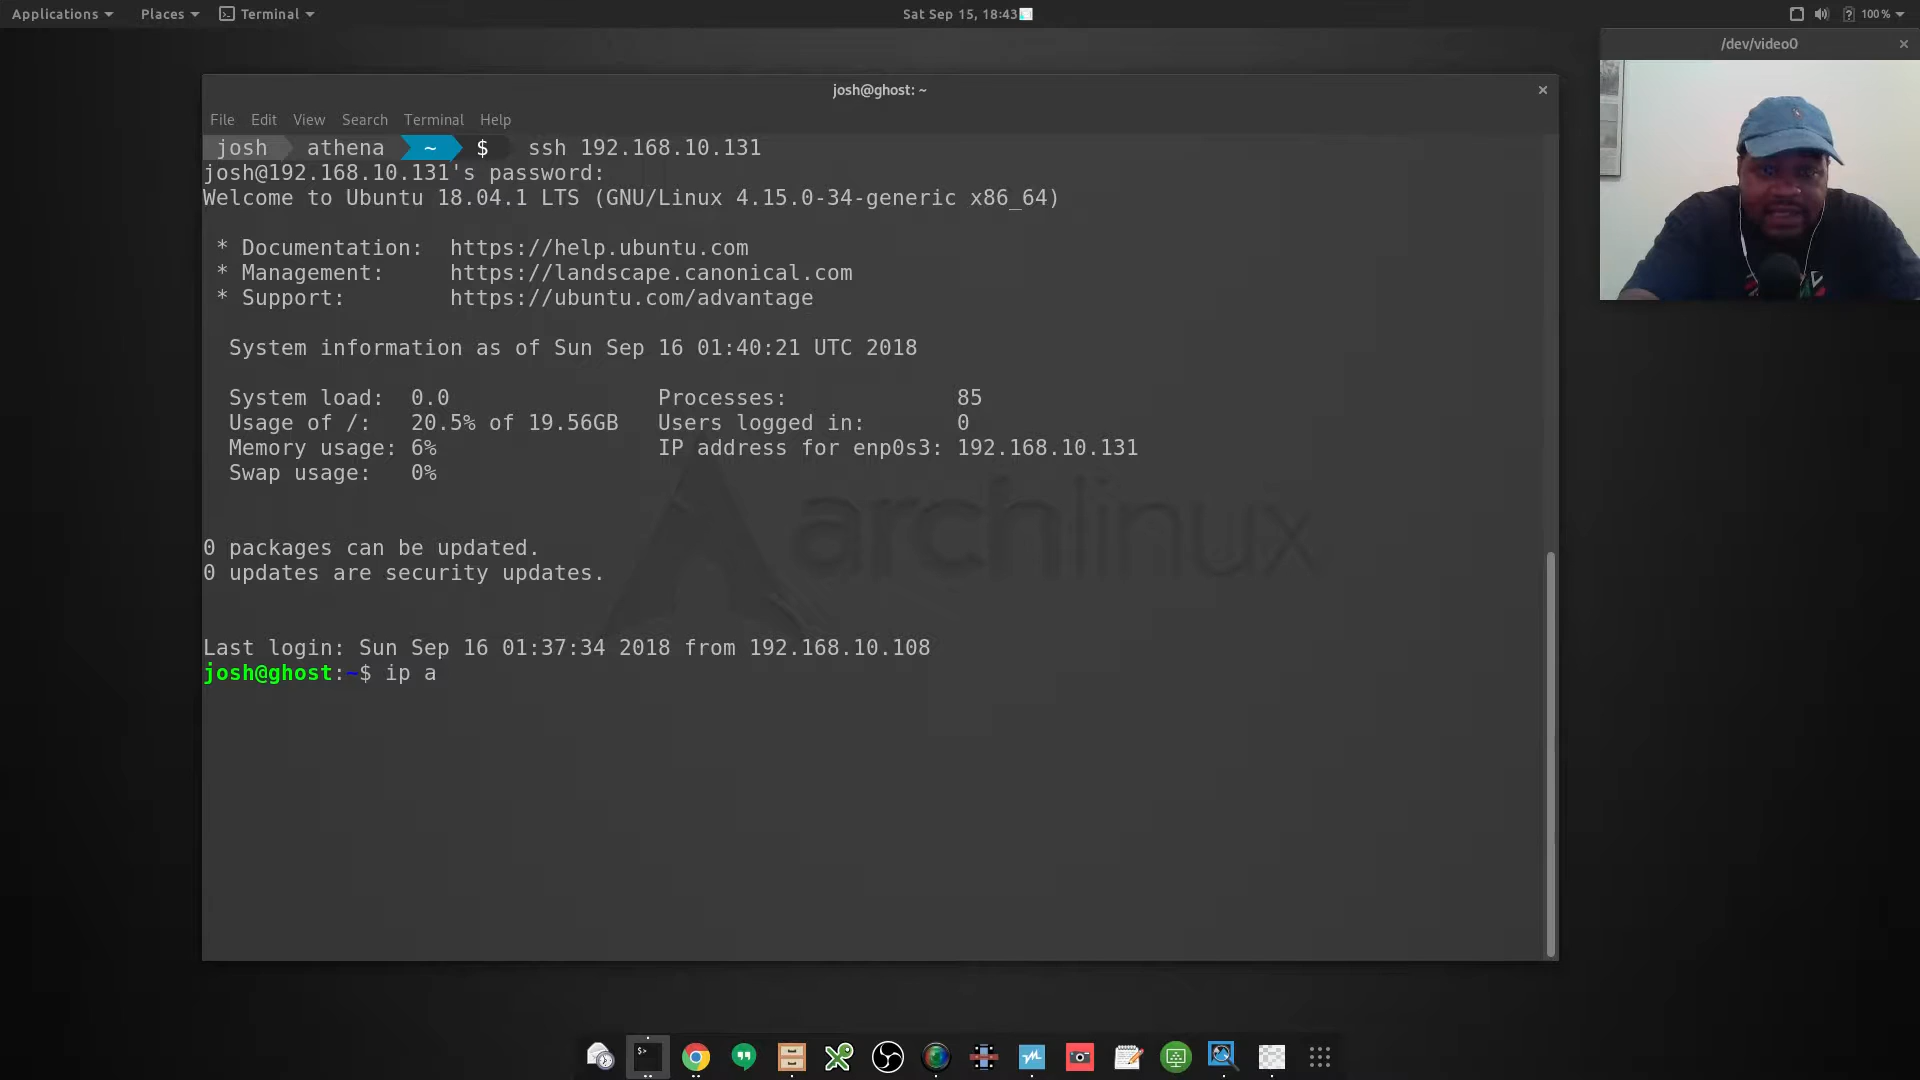 Applications Places Terminal Sat Sep 15, 18:43 100%
/dev/video0
josh@ghost: ~
File Edit View Search Terminal Help
josh athena ~ $ ssh 192.168.10.131
josh@192.168.10.131's password:
Welcome to Ubuntu 18.04.1 LTS (GNU/Linux 4.15.0-34-generic x86_64)
* Documentation: https://help.ubuntu.com
* Management: https://landscape.canonical.com
* Support: https://ubuntu.com/advantage
System information as of Sun Sep 16 01:40:21 UTC 2018
System load: 0.0 Processes: 85
Usage of /: 20.5% of 19.56GB Users logged in: 0
Memory usage: 6% IP address for enp0s3: 192.168.10.131
Swap usage: 0%
archlinux
0 packages can be updated.
0 updates are security updates.
Last login: Sun Sep 16 01:37:34 2018 from 192.168.10.108
josh@ghost:~$ ip a